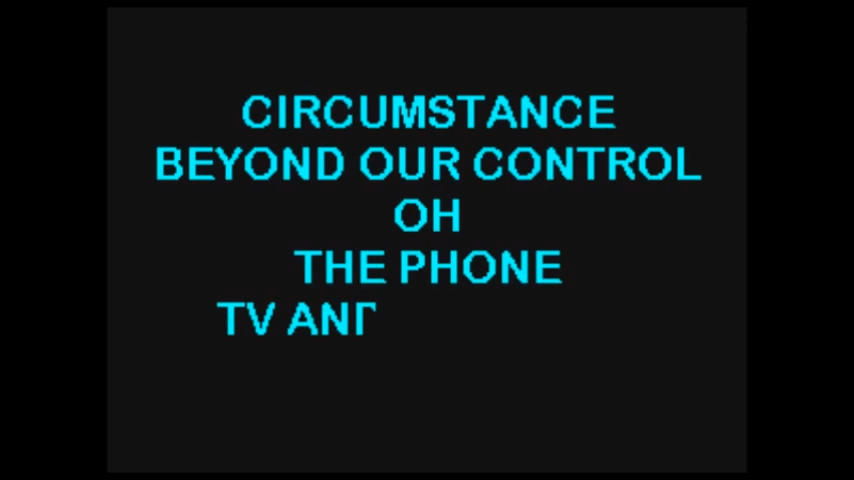 CIRCUMSTANCE
BEYOND OUR CONTROL
OH
THE PHONE
TV